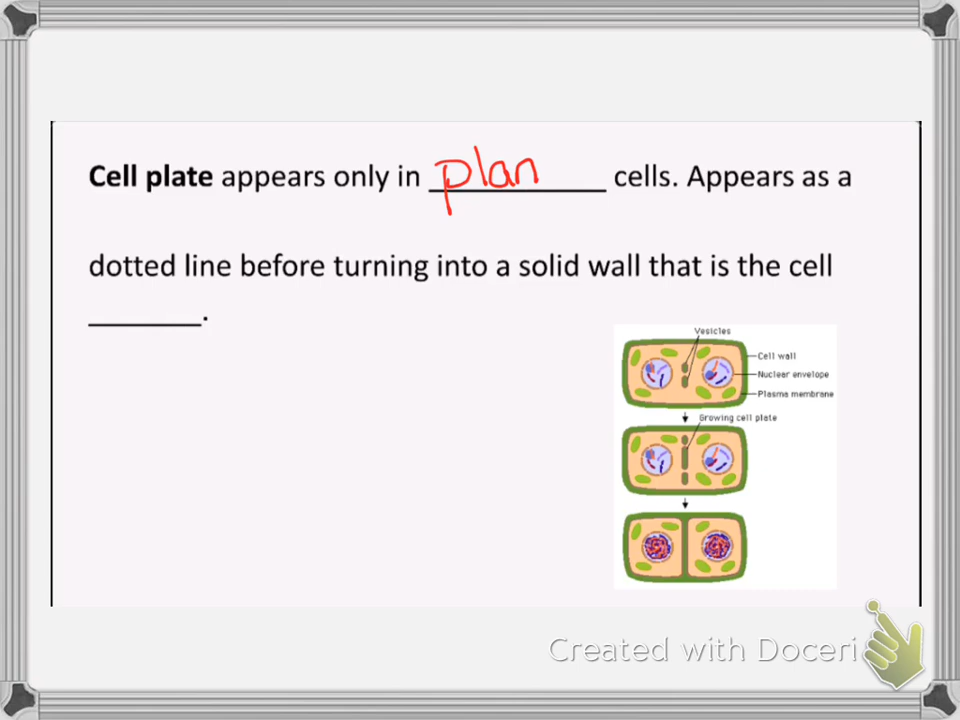 Cell plate appears only in plan cells. Appears as a
dotted line before turning into a solid wall that is the cell
________.
Vesicles
Cell wall
Nuclear envelope
Plasma membrane
Growing cell plate
Created with Doceri